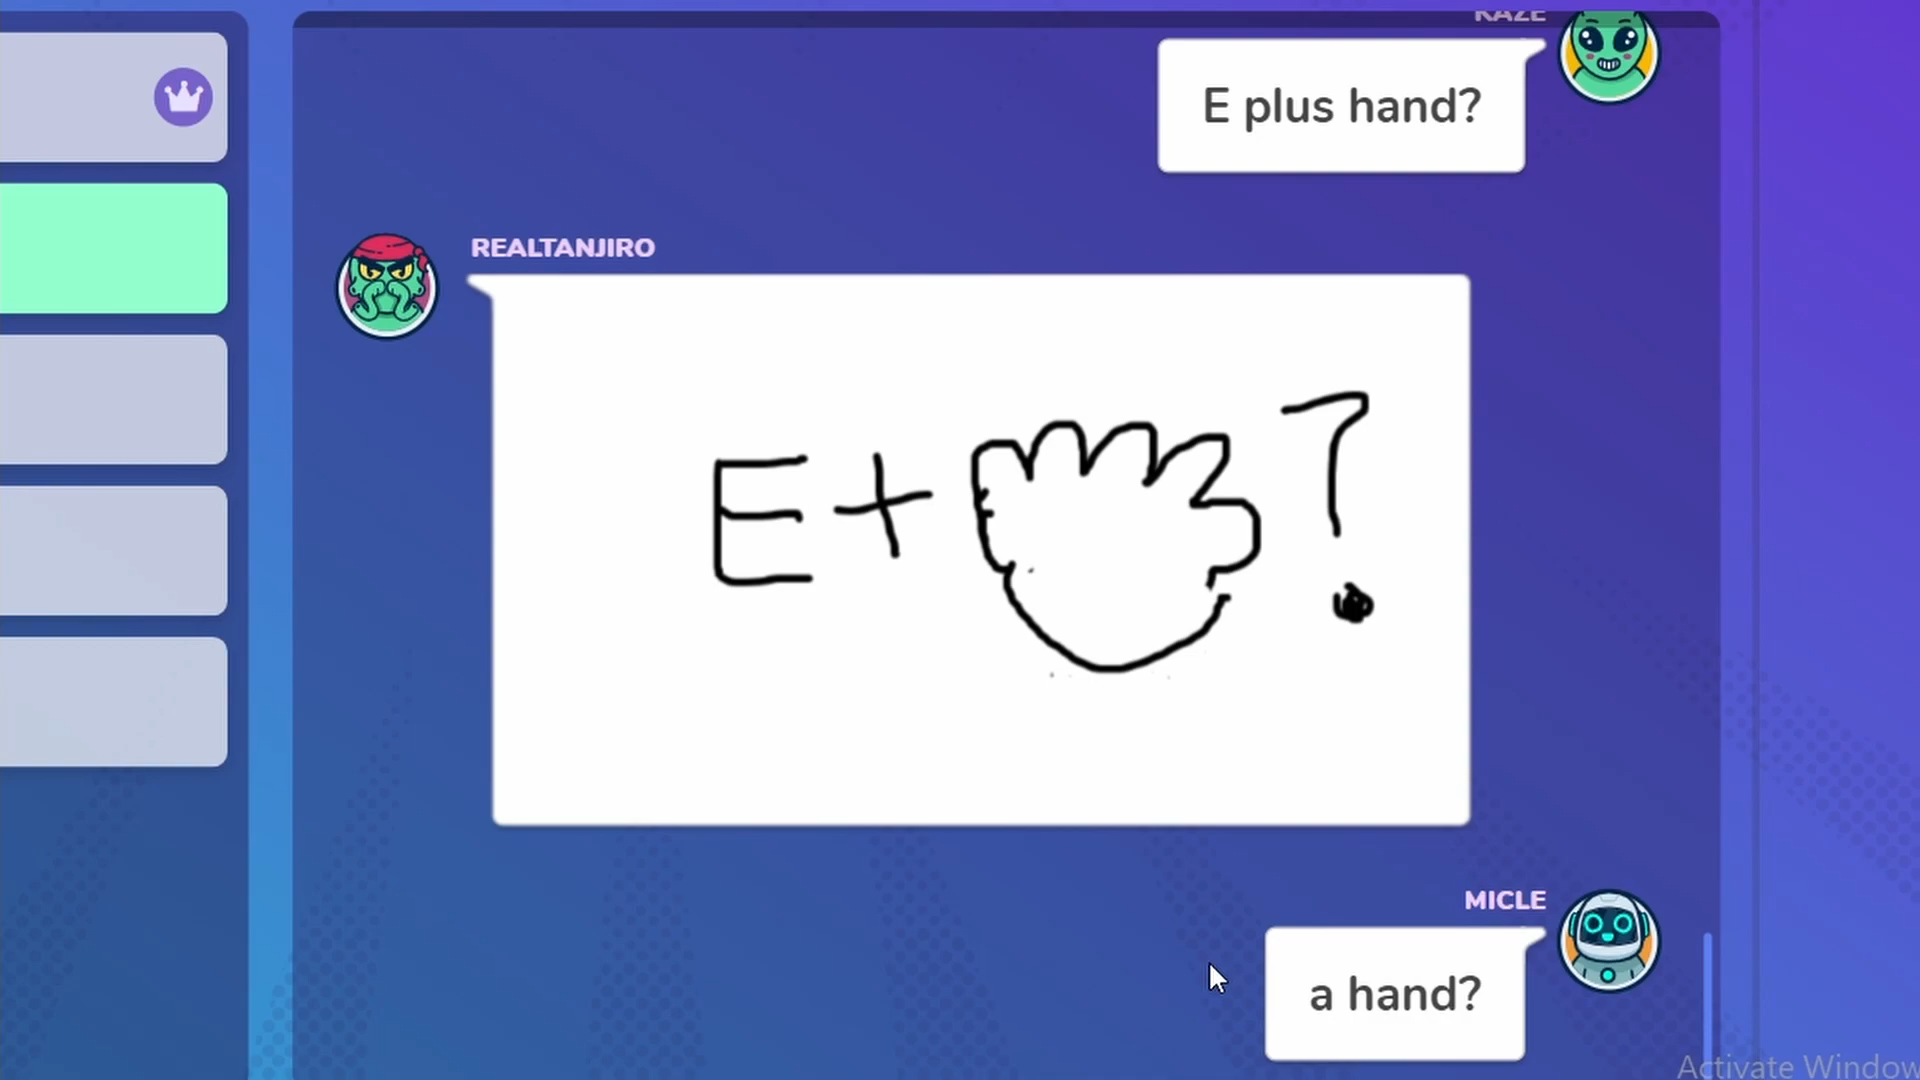 KAZE
E plus hand?
REALTANJIRO
E + ?
MICLE
a hand?
Activate Window